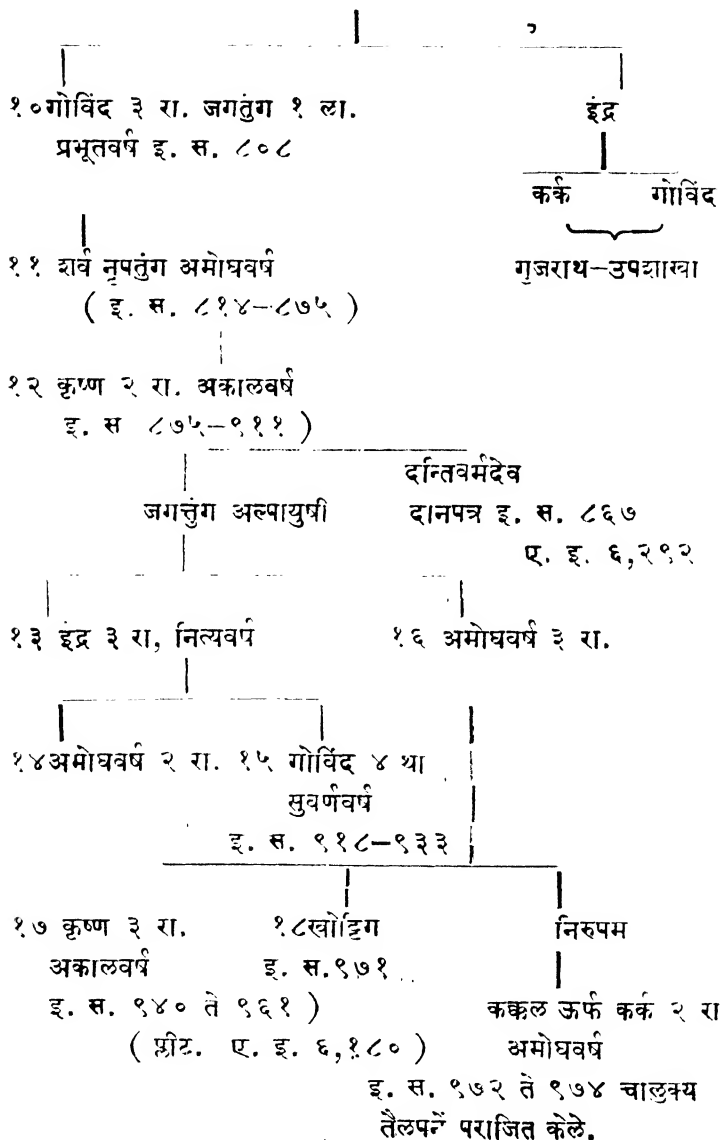 १०गोविंद ३ रा. जगतुंग १ ला. इंद्र
प्रभूतवर्ष इ. स. ८०८
कर्क गोविंद
११ शर्व नृपतुंग अमोघवर्ष गुजराथ-उपशाखा
( इ. स. ८१४-८७५ )
१२ कृष्ण २ रा. अकालवर्ष
इ. स ८७५-९११ )
दन्तिवर्मदेव
जगत्तुंग अल्पायुषी दानपत्र इ. स. ८६७
ए. इ. ६,२९२
१३ इंद्र ३ रा, नित्यवर्ष १६ अमोघवर्ष ३ रा.
१४अमोघवर्ष २ रा. १५ गोविंद ४ था
सुवर्णवर्ष
इ. स. ९१८-९३३
१७ कृष्ण ३ रा. १८खोट्टिग निरुपम
अकालवर्ष इ. स.९७१
इ. स. ९४० ते ९६१ ) कक्कल ऊर्फ कर्क २ रा
( फ्लीट. ए. इ. ६,१८० ) अमोघवर्ष
इ. स. ९७२ ते ९७४ चालुक्य
तैलपनें पराजित केले.